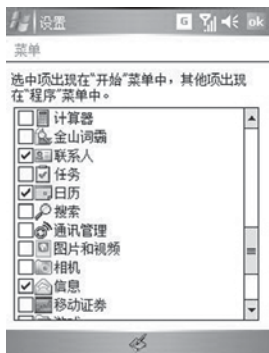 设置
G
ok
菜单
选中项出现在"开始"菜单中，其他项出现
在"程序"菜单中。
计算器
金山词霸
联系人
任务
日历
搜索
通讯管理
图片和视频
相机
信息
移动证券